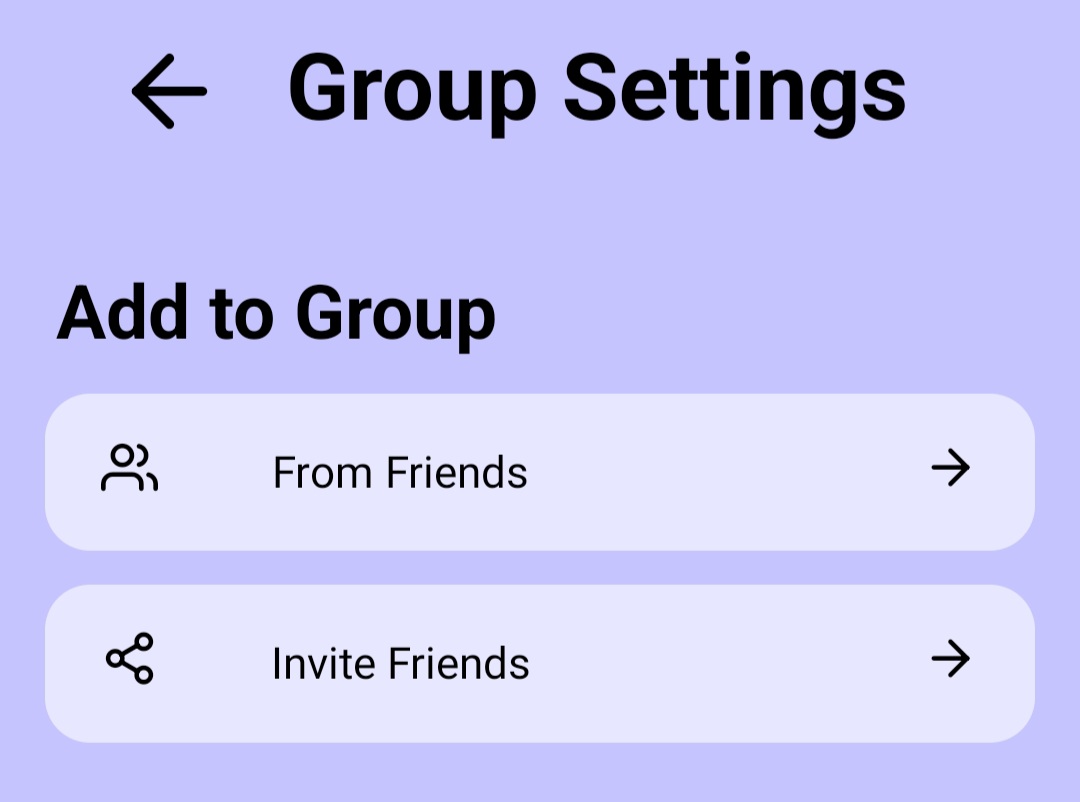 Group Settings
Add to Group
From Friends
Invite Friends